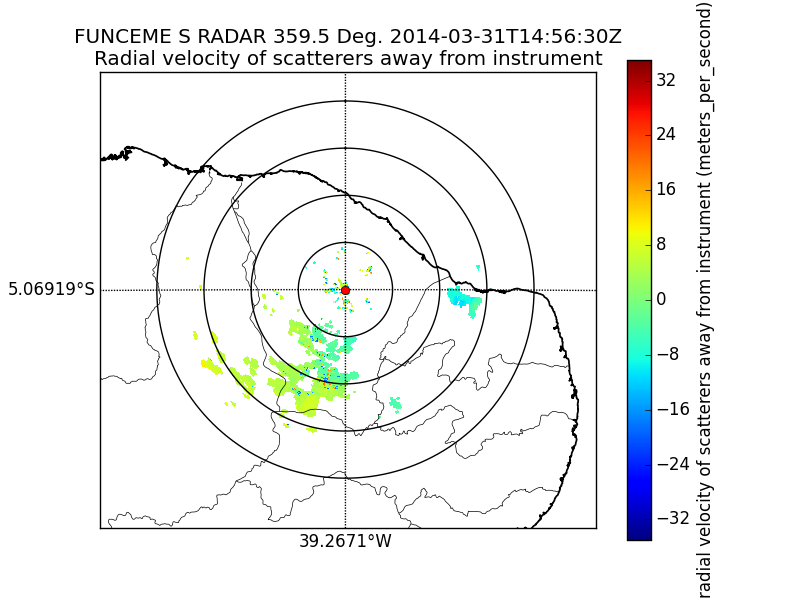 FUNCEME S RADAR 359.5 Deg. 2014-03-31T14:56:30Z
Radial velocity of scatterers away from instrument
32
24
16
8
0
−8
−16
−24
−32
radial velocity of scatterers away from instrument (meters_per_second)
5.06919°S
39.2671°W